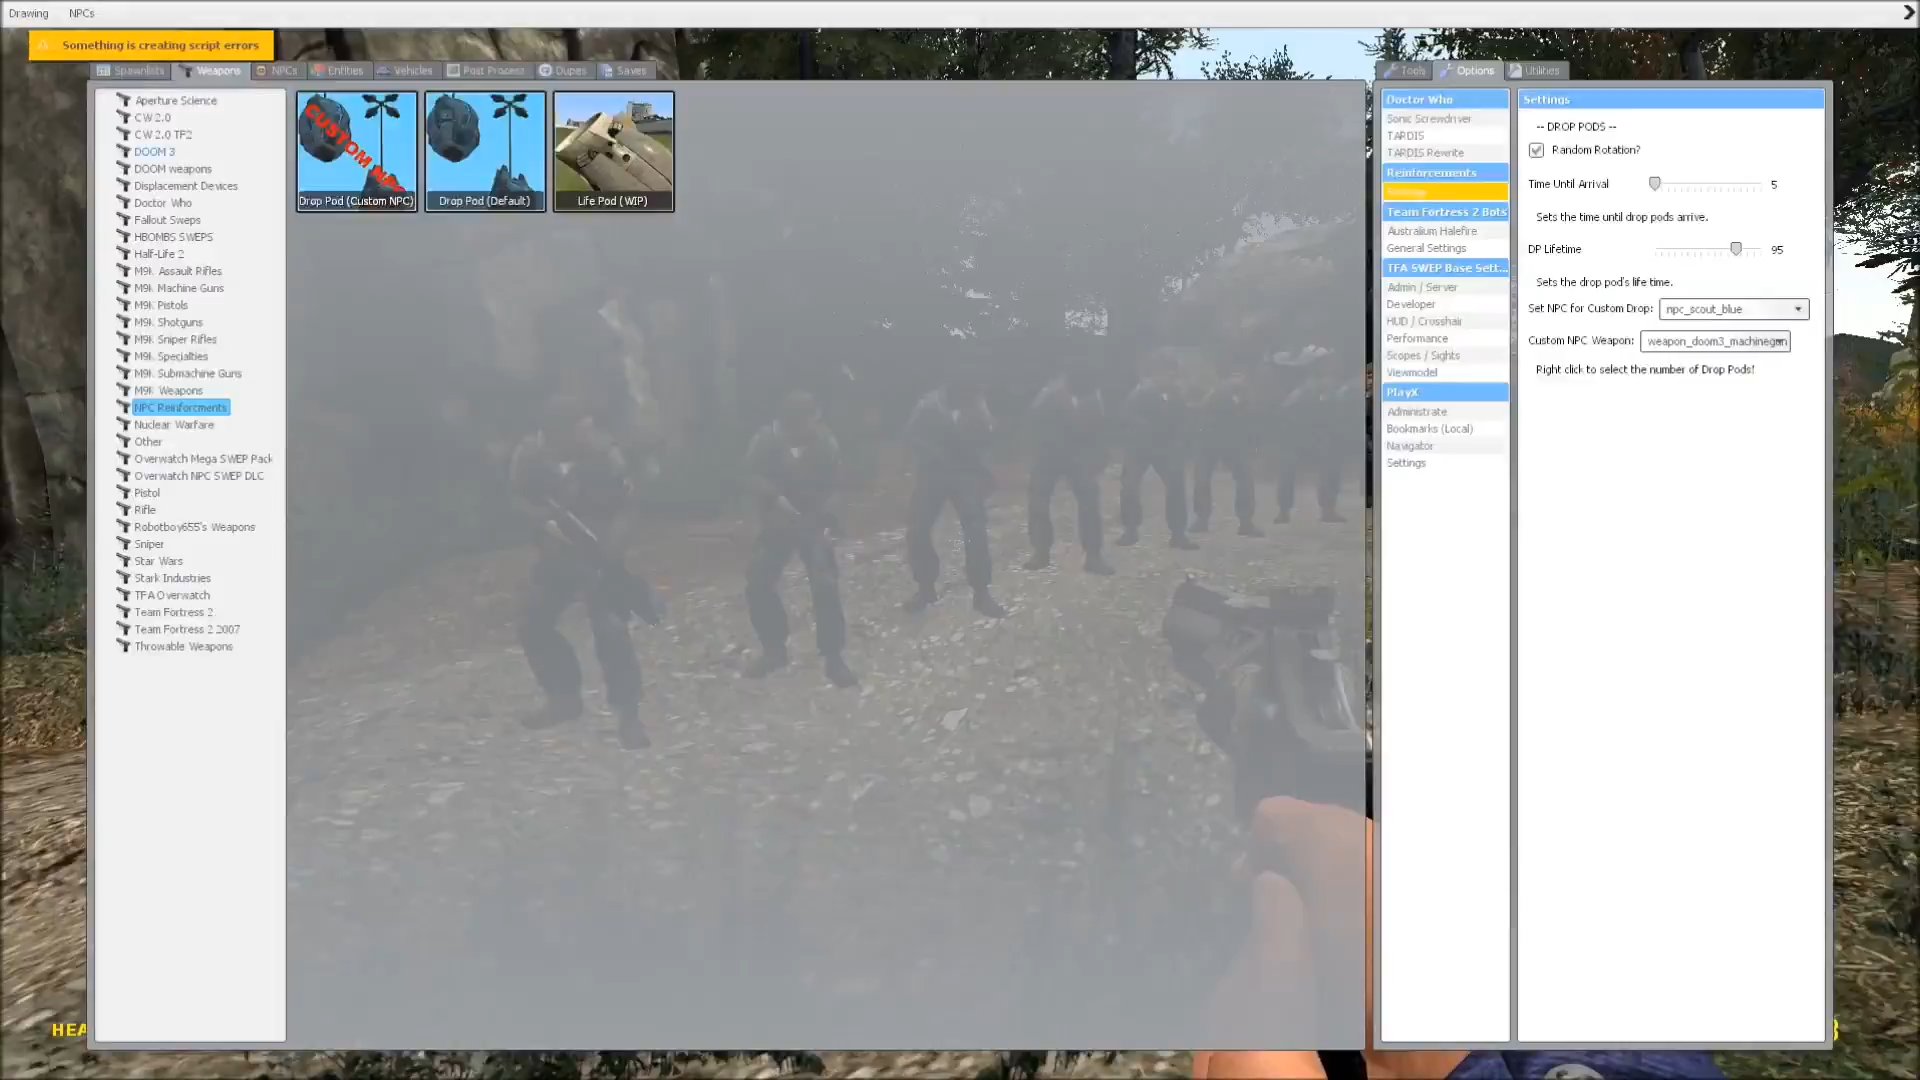 Drawing NPCs
Something is creating script errors
Spawnlists Weapons NPCs Entities Vehicles Post Process Dupes Saves
Tools Options Utilities
Aperture Science
CW 2.0
CW 2.0 TF2
DOOM 3
DOOM weapons
Displacement Devices
Doctor Who
Fallout Sweps
HBOMBS SWEPS
Half-Life 2
M9K Assault Rifles
M9K Machine Guns
M9K Pistols
M9K Shotguns
M9K Sniper Rifles
M9K Specialties
M9K Submachine Guns
M9K Weapons
NPC Reinforcments
Nuclear Warfare
Other
Overwatch Mega SWEP Pack
Overwatch NPC SWEP DLC
Pistol
Rifle
Robotboy655's Weapons
Sniper
Star Wars
Stark Industries
TFA Overwatch
Team Fortress 2
Team Fortress 2 2007
Throwable Weapons
CUSTOM NPC
Drop Pod (Custom NPC)
Drop Pod (Default)
Life Pod (WIP)
Doctor Who
Sonic Screwdriver
TARDIS
TARDIS Rewrite
Reinforcements
Team Fortress 2 Bots
Australium Halefire
General Settings
TFA SWEP Base Sett...
Admin / Server
Developer
HUD / Crosshair
Performance
Scopes / Sights
Viewmodel
PlayX
Administrate
Bookmarks (Local)
Navigator
Settings
Settings
-- DROP PODS --
Random Rotation?
Time Until Arrival 5
Sets the time until drop pods arrive.
DP Lifetime 95
Sets the drop pod's life time.
Set NPC for Custom Drop: npc_scout_blue
Custom NPC Weapon: weapon_doom3_machinegun
Right click to select the number of Drop Pods!
HEA